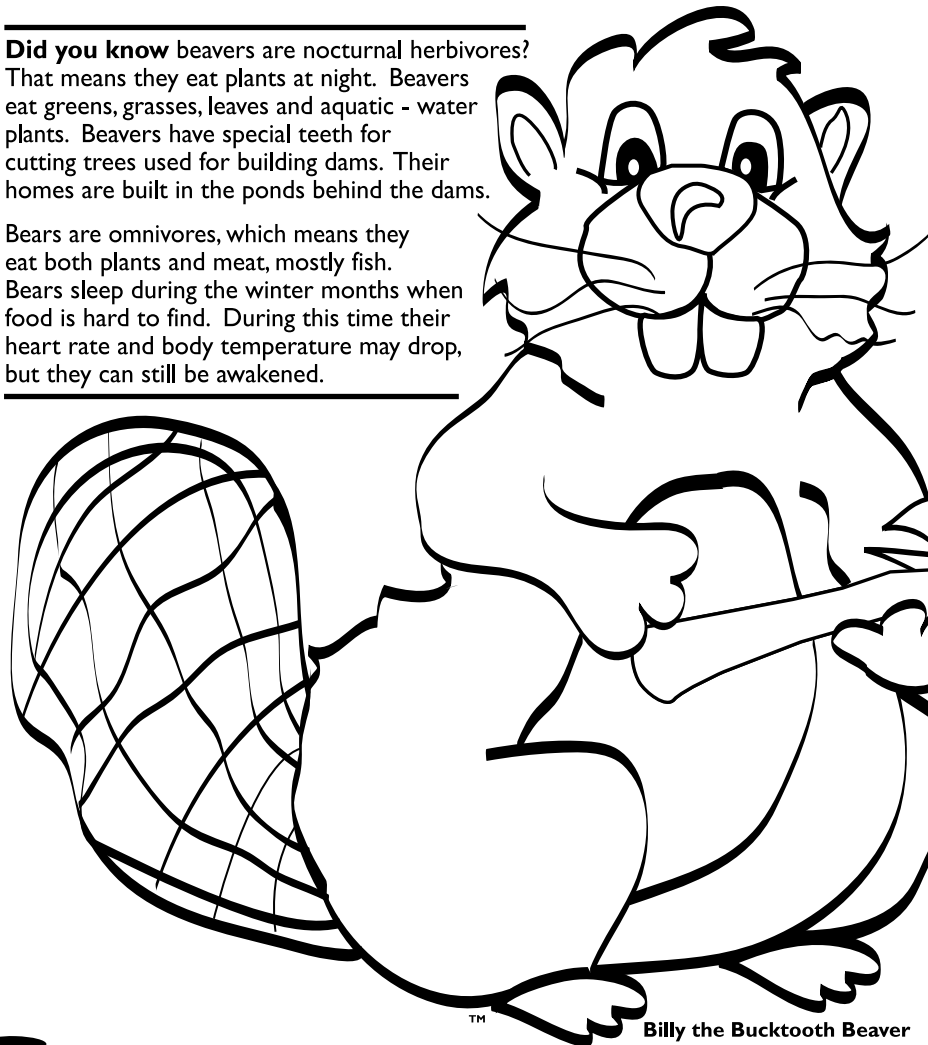 Did you know beavers are nocturnal herbivores?
That means they eat plants at night.  Beavers
eat greens, grasses, leaves and aquatic - water
plants.  Beavers have special teeth for
cutting trees used for building dams. Their
homes are built in the ponds behind the dams.
Bears are omnivores, which means they
eat both plants and meat, mostly fish.
Bears sleep during the winter months when
food is hard to find.  During this time their
heart rate and body temperature may drop,
but they can still be awakened.
TM
Billy the Bucktooth Beaver